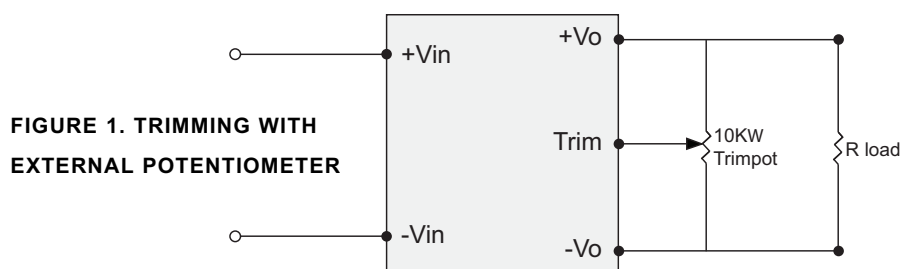 +Vo
+Vin
FIGURE 1. TRIMMING WITH
EXTERNAL POTENTIOMETER
Trim
10KW
Trimpot
R load
-Vin
-Vo